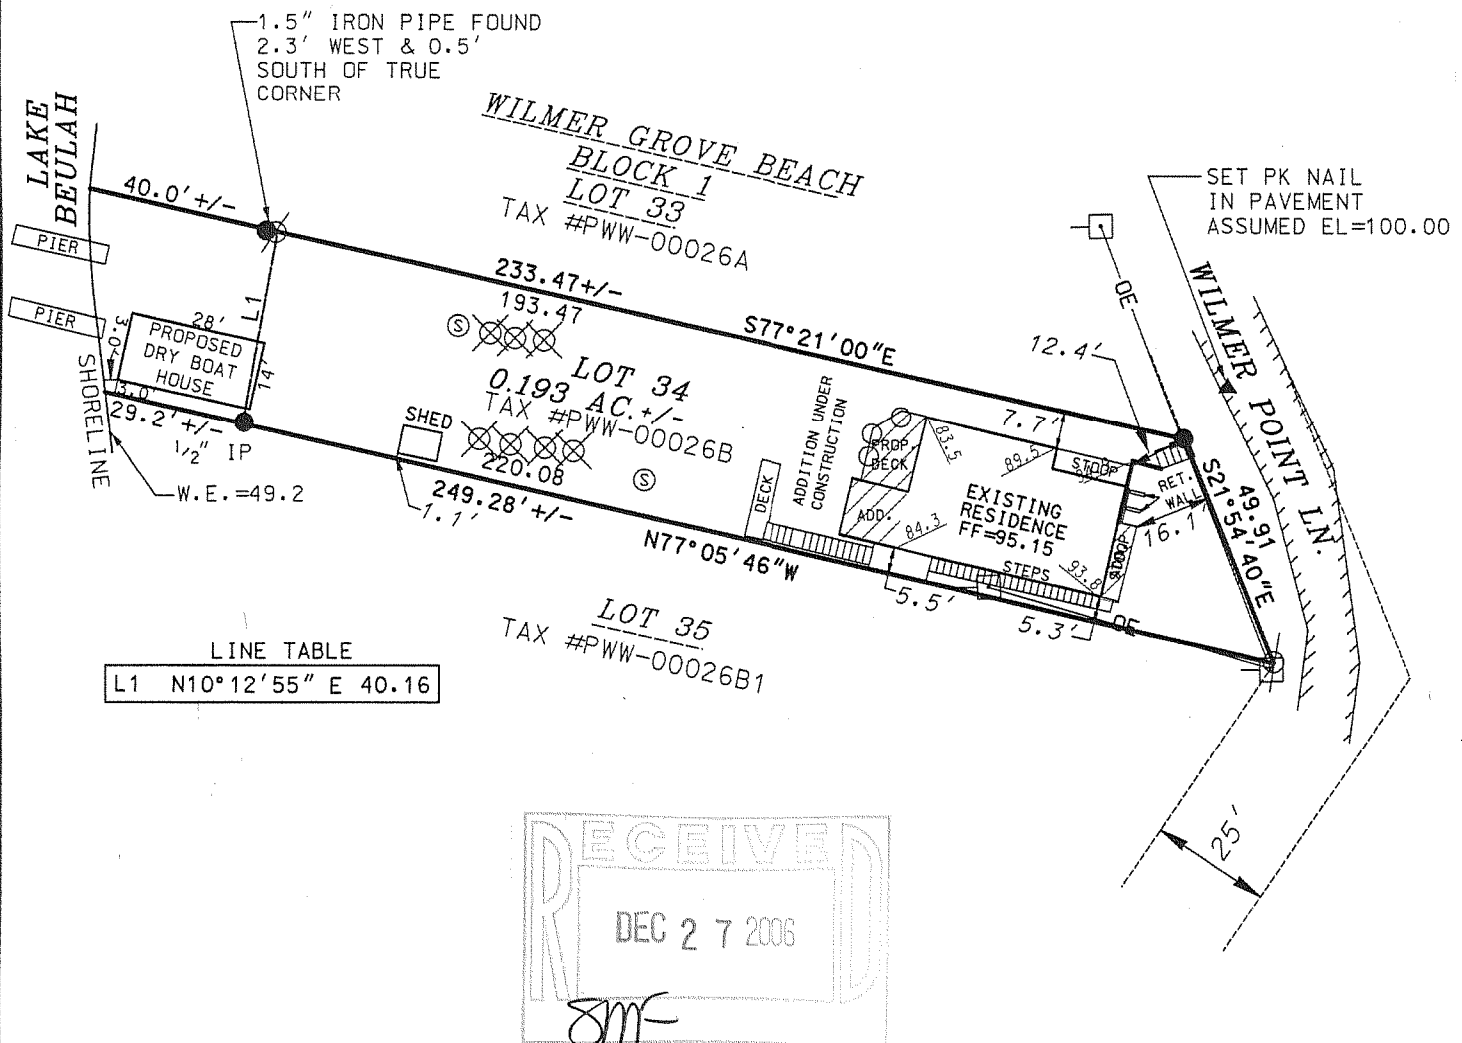 1.5" IRON PIPE FOUND
2.3' WEST & 0.5'
SOUTH OF TRUE
CORNER
LAKE
BEULAH
WILMER GROVE BEACH
BLOCK 1
LOT 33
TAX #PWW-00026A
SET PK NAIL
IN PAVEMENT
ASSUMED EL=100.00
40.0'+/-
PIER
PIER
233.47+/-
193.47
S77°21'00"E
OE
WILMER POINT LN.
12.4'
L1
28'
PROPOSED
DRY BOAT
HOUSE
14'
3.0'
3.0'
29.2'+/-
1/2" IP
SHORELINE
W.E.=49.2
S
LOT 34
0.193 AC.+/-
TAX #PWW-00026B
SHED
220.08
S
249.28'+/-
1.1'
N77°05'46"W
DECK
ADDITION UNDER
CONSTRUCTION
PROP.
DECK
ADD.
83.5
84.3
89.5
7.7'
STOOP
EXISTING
RESIDENCE
FF=95.15
STEPS
93.8
RET.
WALL
16.1'
49.91
S21°54'40"E
5.5'
5.3'
OE
LOT 35
TAX #PWW-00026B1
LINE TABLE
L1 N10°12'55" E 40.16
25'
RECEIVED
DEC 27 2006